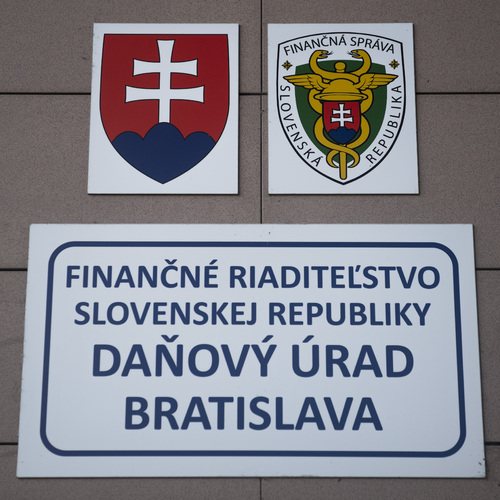 FINANČNÁ SPRÁVA
SLOVENSKÁ REPUBLIKA
FINANČNÉ RIADITEĽSTVO
SLOVENSKEJ REPUBLIKY
DAŇOVÝ ÚRAD
BRATISLAVA